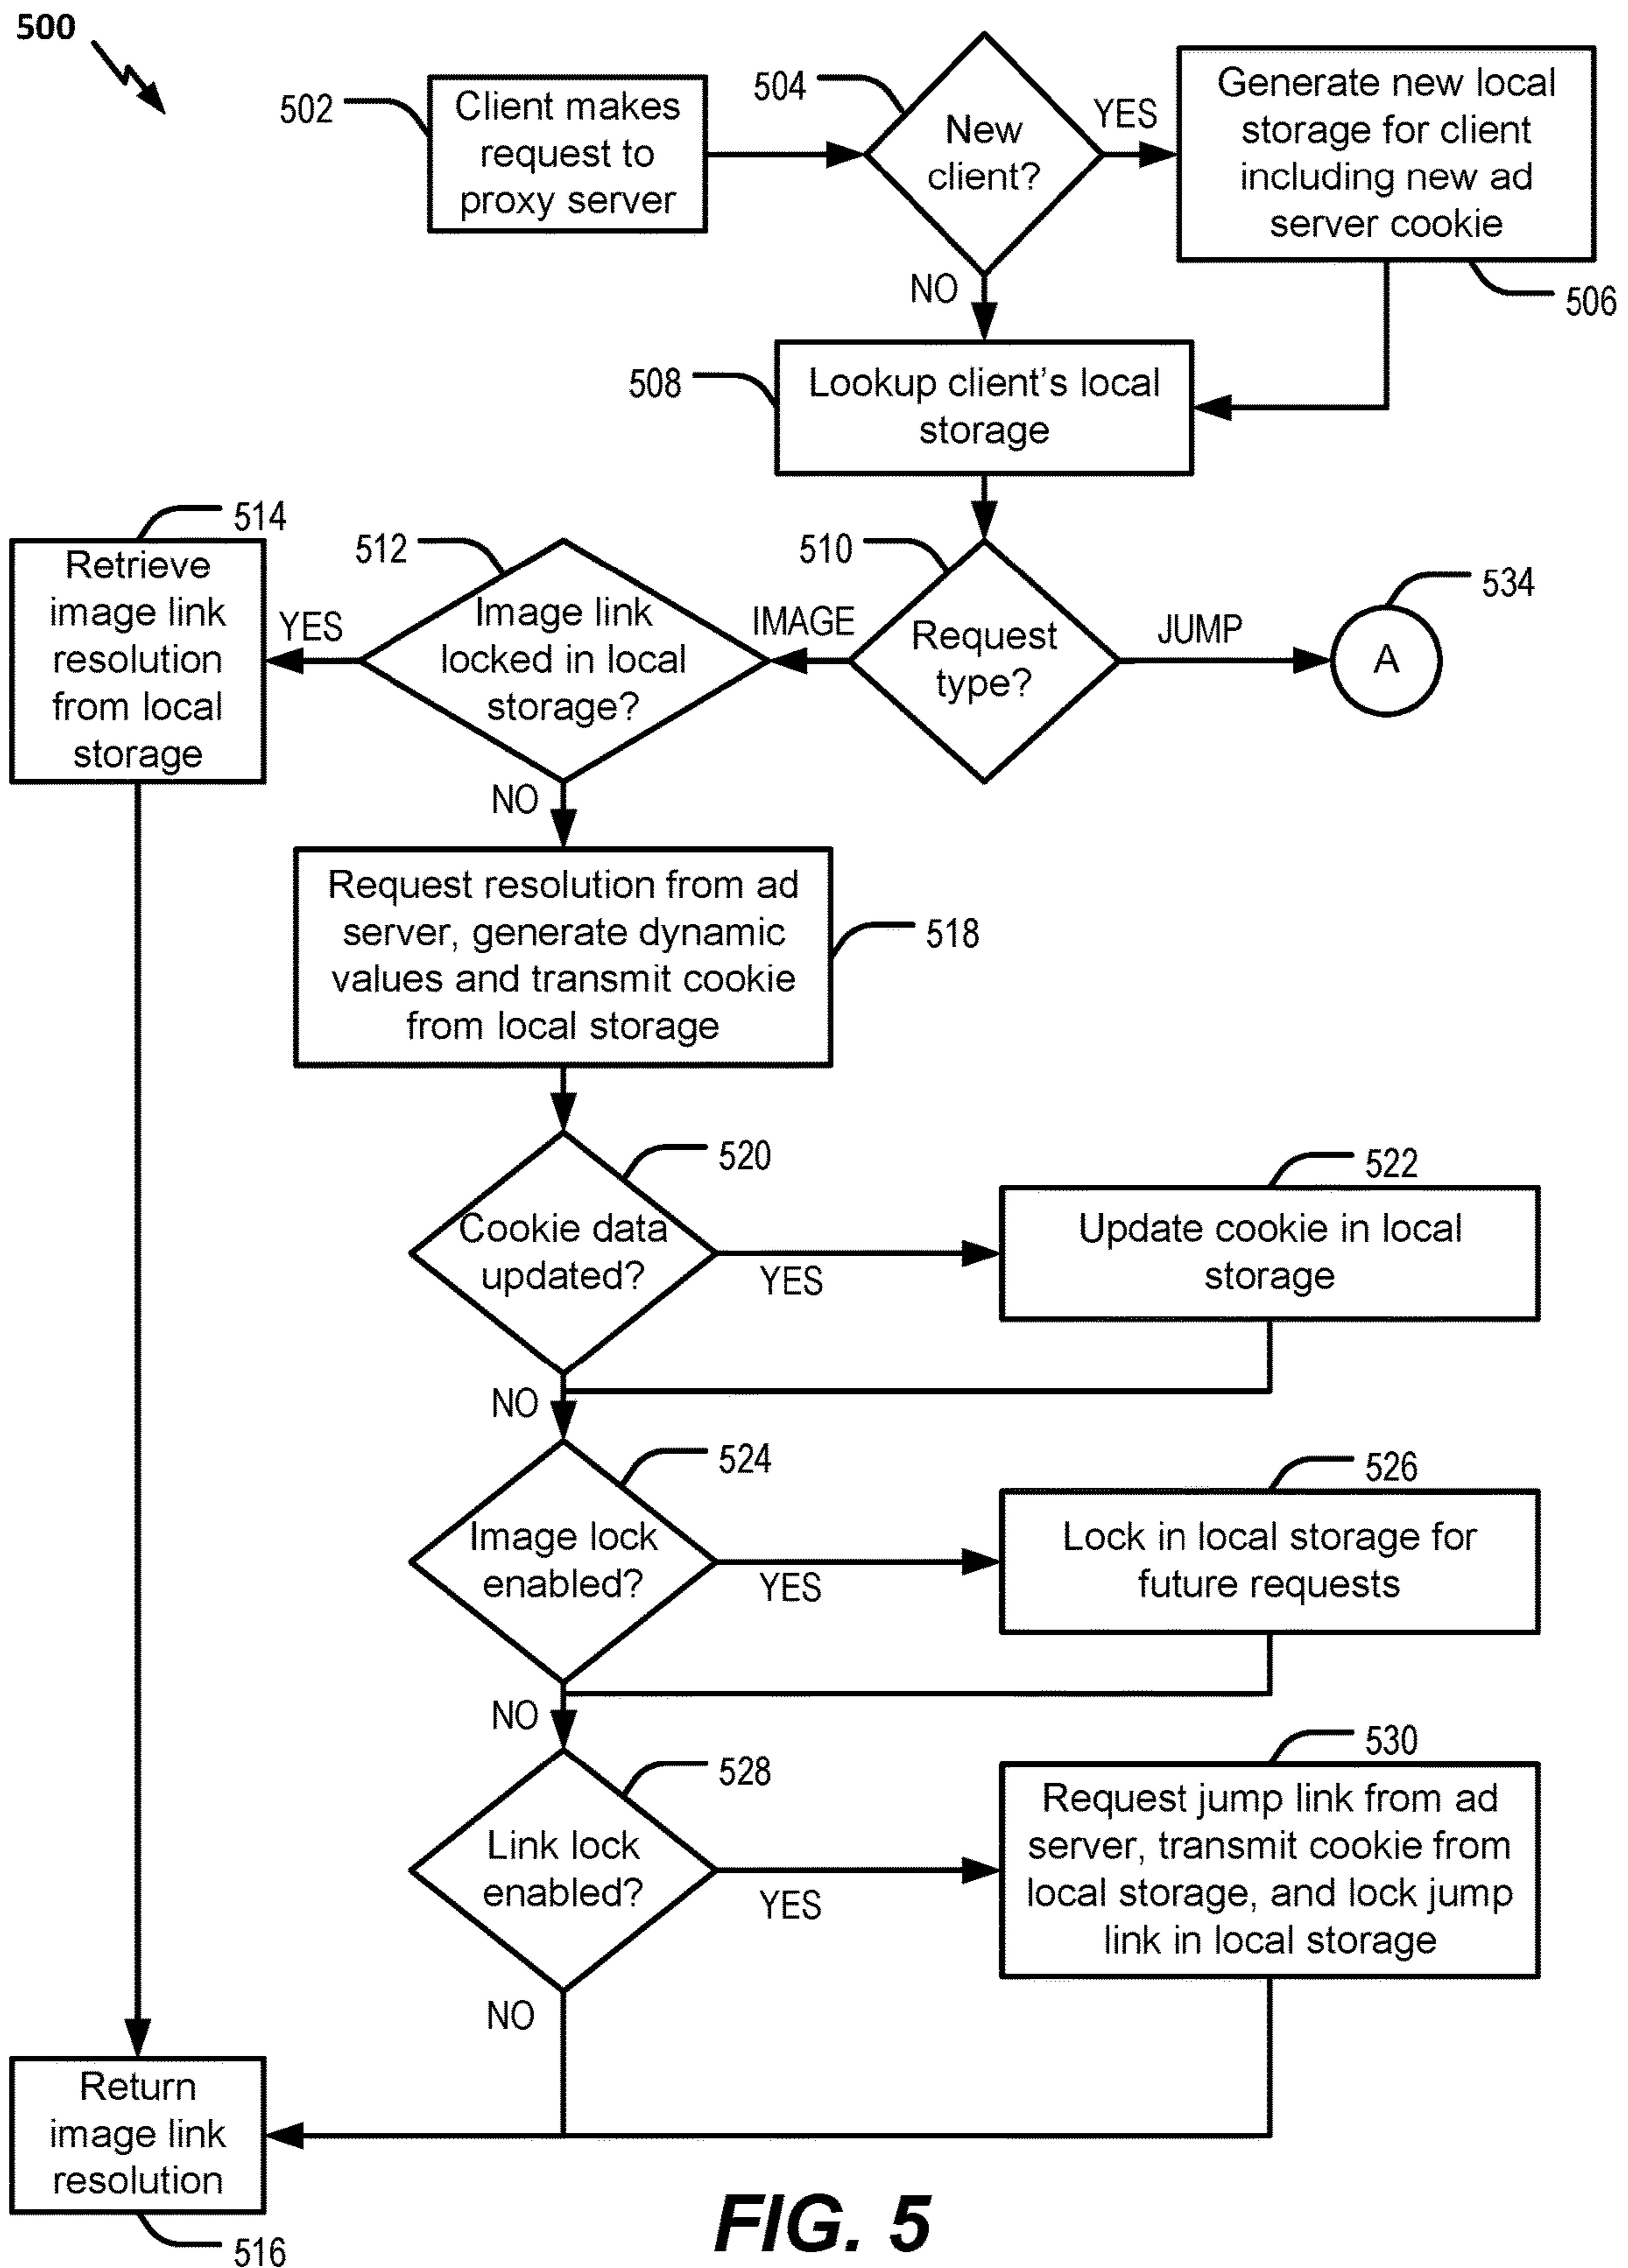 500
502
Client makes
request to
proxy server
504
New
client?
YES
Generate new local
storage for client
including new ad
server cookie
506
NO
508
Lookup client's local
storage
514
Retrieve
image link
resolution
from local
storage
YES
512
Image link
locked in local
storage?
IMAGE
510
Request
type?
JUMP
534
A
NO
Request resolution from ad
server, generate dynamic
values and transmit cookie
from local storage
518
520
Cookie data
updated?
YES
522
Update cookie in local
storage
NO
524
Image lock
enabled?
YES
526
Lock in local storage for
future requests
NO
528
Link lock
enabled?
YES
530
Request jump link from ad
server, transmit cookie from
local storage, and lock jump
link in local storage
NO
Return
image link
resolution
516
FIG. 5